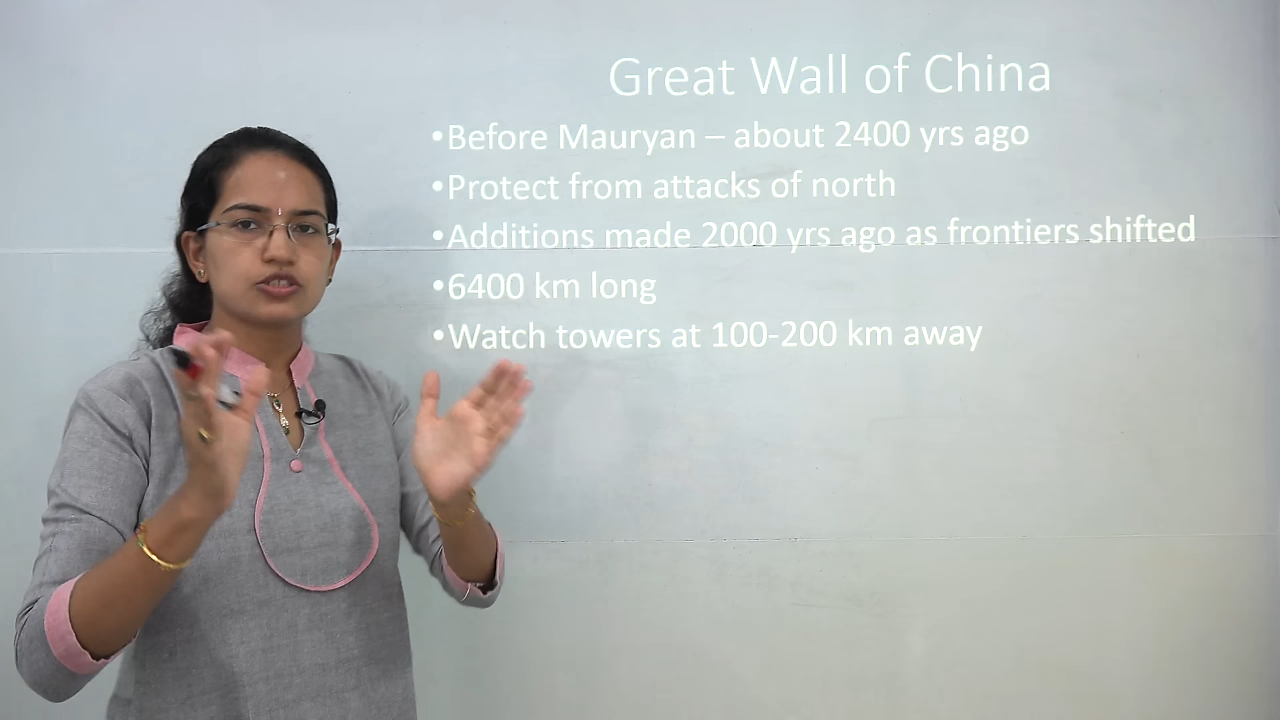 Great Wall of China
•Before Mauryan – about 2400 yrs ago
•Protect from attacks of north
•Additions made 2000 yrs ago as frontiers shifted
•6400 km long
•Watch towers at 100-200 km away